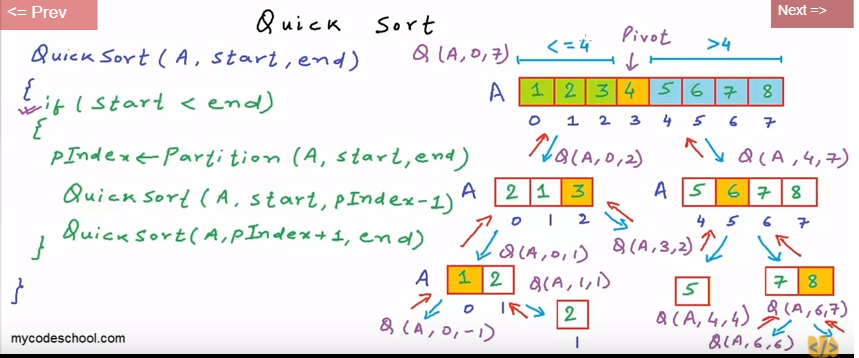 <= Prev
Quick Sort
Next =>
QuickSort(A, start, end)
{
if (start < end)
{
pIndex ← Partition (A, start, end)
QuickSort (A, start, pIndex-1)
QuickSort(A, pIndex+1, end)
}
}
mycodeschool.com
Q(A,0,7)
<=4
Pivot
>4
A 1 2 3 4 5 6 7 8
0 1 2 3 4 5 6 7
Q(A,0,2)
Q(A,4,7)
A 2 1 3
0 1 2
A 5 6 7 8
4 5 6 7
Q(A,0,1)
Q(A,3,2)
A 1 2
0 1
Q(A,1,1)
5
7 8
Q(A,0,-1)
2
1
Q(A,4,4)
Q(A,6,7)
Q(A,6,6)
</>